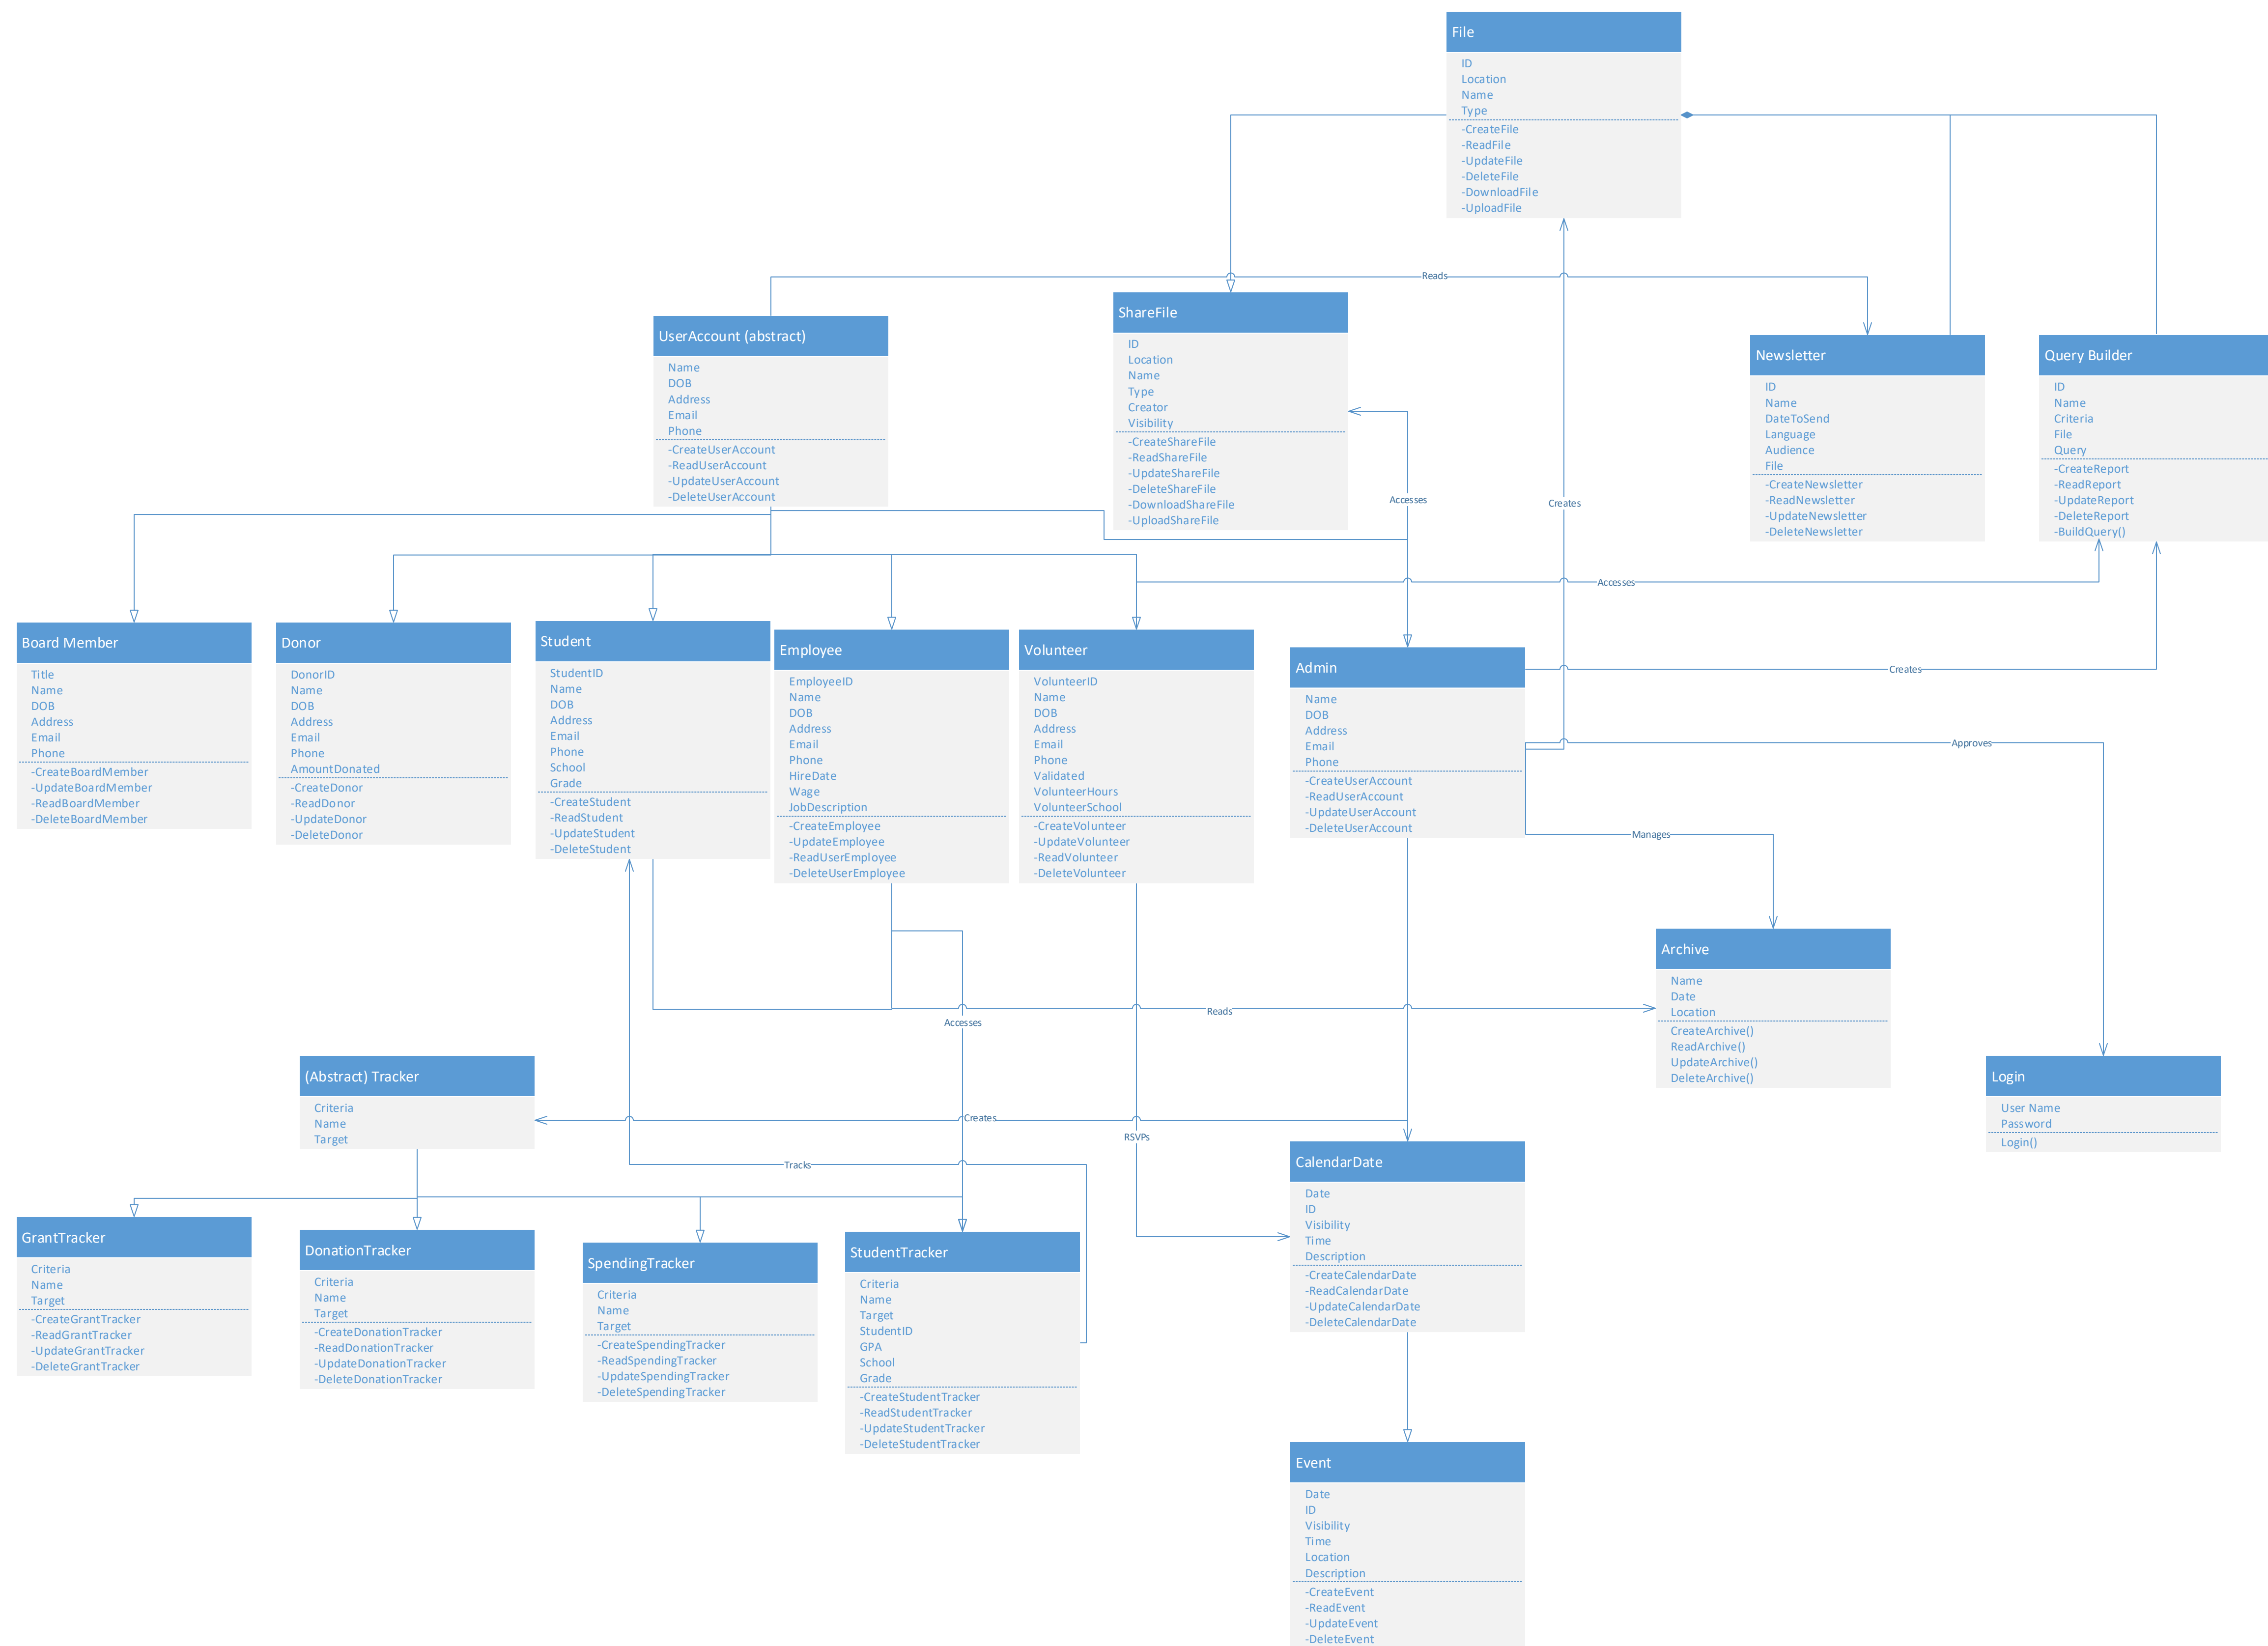 File
ID
Location
Name
Type
-CreateFile
-ReadFile
-UpdateFile
-DeleteFile
-DownloadFile
-UploadFile
Reads
UserAccount (abstract)
Name
DOB
Address
Email
Phone
-CreateUserAccount
-ReadUserAccount
-UpdateUserAccount
-DeleteUserAccount
ShareFile
ID
Location
Name
Type
Creator
Visibility
-CreateShareFile
-ReadShareFile
-UpdateShareFile
-DeleteShareFile
-DownloadShareFile
-UploadShareFile
Accesses
Creates
Newsletter
ID
Name
DateToSend
Language
Audience
File
-CreateNewsletter
-ReadNewsletter
-UpdateNewsletter
-DeleteNewsletter
Query Builder
ID
Name
Criteria
File
Query
-CreateReport
-ReadReport
-UpdateReport
-DeleteReport
-BuildQuery()
Accesses
Board Member
Title
Name
DOB
Address
Email
Phone
-CreateBoardMember
-UpdateBoardMember
-ReadBoardMember
-DeleteBoardMember
Donor
DonorID
Name
DOB
Address
Email
Phone
AmountDonated
-CreateDonor
-ReadDonor
-UpdateDonor
-DeleteDonor
Student
StudentID
Name
DOB
Address
Email
Phone
School
Grade
-CreateStudent
-ReadStudent
-UpdateStudent
-DeleteStudent
Employee
EmployeeID
Name
DOB
Address
Email
Phone
HireDate
Wage
JobDescription
-CreateEmployee
-UpdateEmployee
-ReadUserEmployee
-DeleteUserEmployee
Volunteer
VolunteerID
Name
DOB
Address
Email
Phone
Validated
VolunteerHours
VolunteerSchool
-CreateVolunteer
-UpdateVolunteer
-ReadVolunteer
-DeleteVolunteer
Admin
Name
DOB
Address
Email
Phone
-CreateUserAccount
-ReadUserAccount
-UpdateUserAccount
-DeleteUserAccount
Creates
Approves
Manages
Archive
Name
Date
Location
CreateArchive()
ReadArchive()
UpdateArchive()
DeleteArchive()
Reads
Accesses
Login
User Name
Password
Login()
(Abstract) Tracker
Criteria
Name
Target
Creates
RSVPs
Tracks
CalendarDate
Date
ID
Visibility
Time
Description
-CreateCalendarDate
-ReadCalendarDate
-UpdateCalendarDate
-DeleteCalendarDate
GrantTracker
Criteria
Name
Target
-CreateGrantTracker
-ReadGrantTracker
-UpdateGrantTracker
-DeleteGrantTracker
DonationTracker
Criteria
Name
Target
-CreateDonationTracker
-ReadDonationTracker
-UpdateDonationTracker
-DeleteDonationTracker
SpendingTracker
Criteria
Name
Target
-CreateSpendingTracker
-ReadSpendingTracker
-UpdateSpendingTracker
-DeleteSpendingTracker
StudentTracker
Criteria
Name
Target
StudentID
GPA
School
Grade
-CreateStudentTracker
-ReadStudentTracker
-UpdateStudentTracker
-DeleteStudentTracker
Event
Date
ID
Visibility
Time
Location
Description
-CreateEvent
-ReadEvent
-UpdateEvent
-DeleteEvent